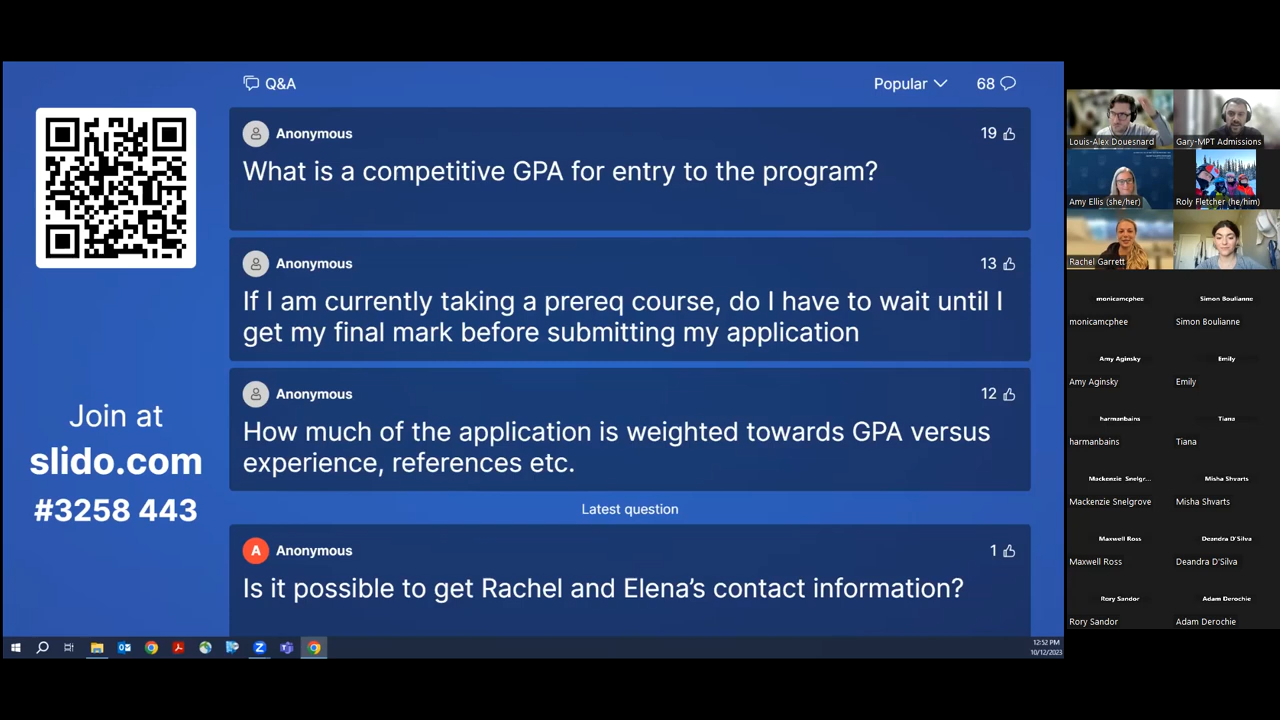 Q&A
Popular
68
Anonymous
19
What is a competitive GPA for entry to the program?
Anonymous
13
If I am currently taking a prereq course, do I have to wait until I
get my final mark before submitting my application
Anonymous
12
How much of the application is weighted towards GPA versus
experience, references etc.
Latest question
A
Anonymous
1
Is it possible to get Rachel and Elena’s contact information?
Join at
slido.com
#3258 443
12:52 PM
10/12/2023
Louis-Alex Douesnard
Gary-MPT Admissions
Amy Ellis (she/her)
Roly Fletcher (he/him)
Rachel Garrett
monicamcphee
Simon Boulianne
monicamcphee
Simon Boulianne
Amy Aginsky
Emily
Amy Aginsky
Emily
harmanbains
Tiana
harmanbains
Tiana
Mackenzie Snelgr...
Misha Shvarts
Mackenzie Snelgrove
Misha Shvarts
Maxwell Ross
Deandra D'Silva
Maxwell Ross
Deandra D'Silva
Rory Sandor
Adam Derochie
Rory Sandor
Adam Derochie